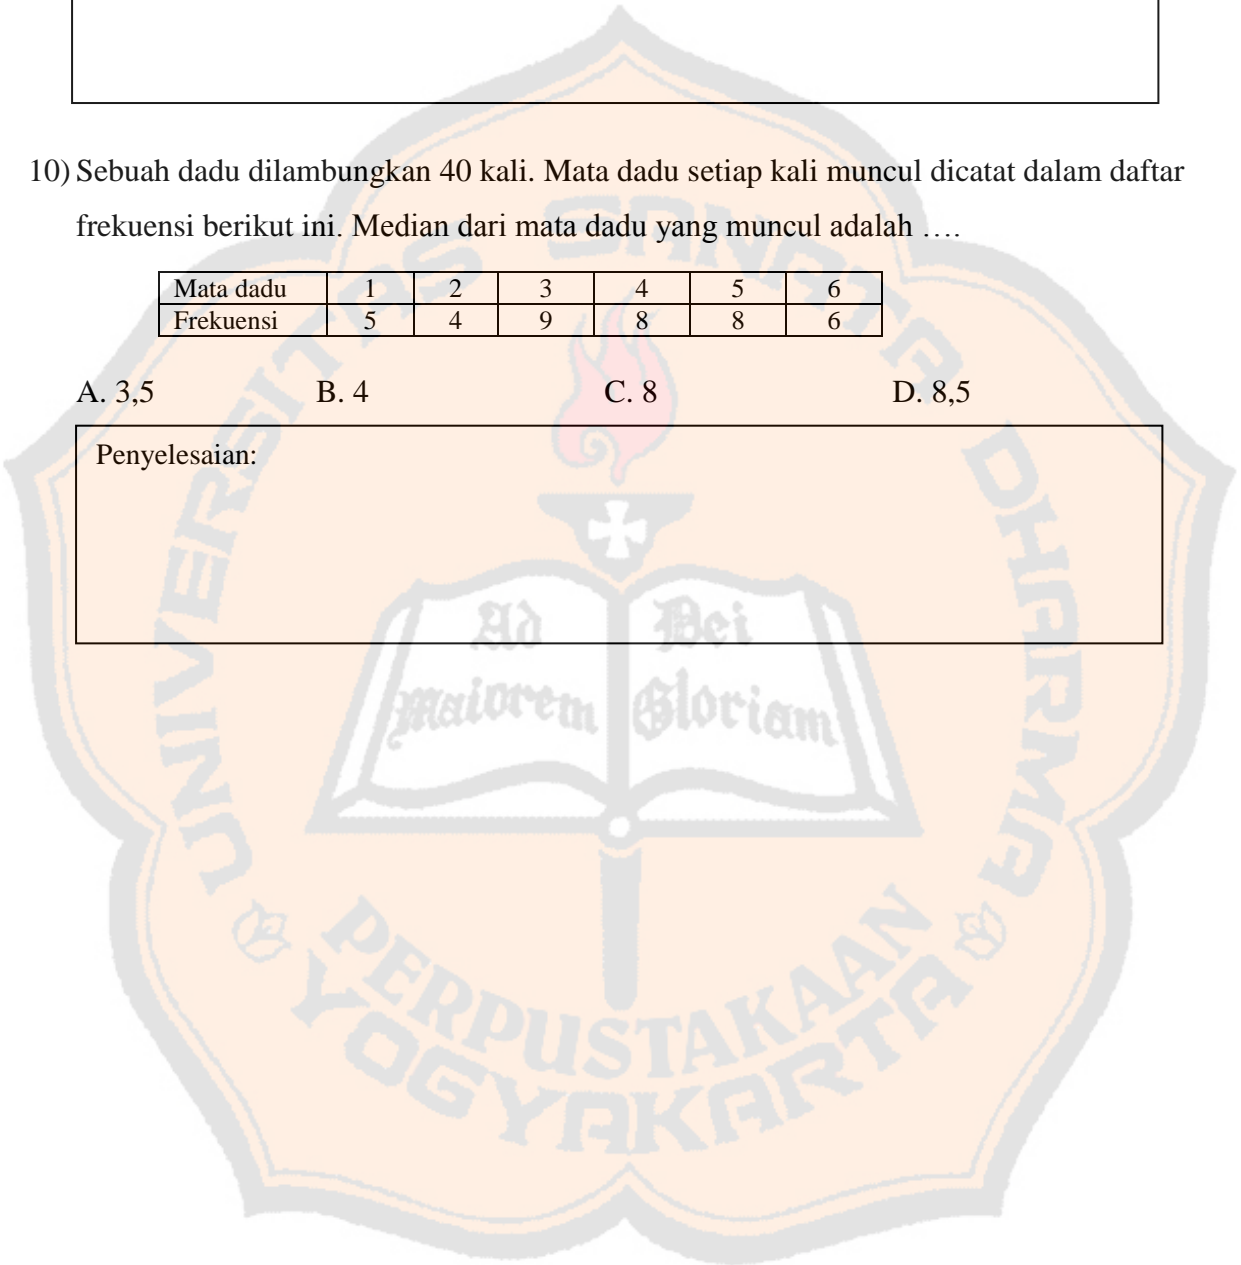 10) Sebuah dadu dilambungkan 40 kali. Mata dadu setiap kali muncul dicatat dalam daftar
frekuensi berikut ini. Median dari mata dadu yang muncul adalah ….
Mata dadu 1 2 3 4 5 6
Frekuensi 5 4 9 8 8 6
A. 3,5 B. 4 C. 8 D. 8,5
Penyelesaian:
UNIVERSITAS SANATA DHARMA
Ad Dei
maiorem Gloriam
PERPUSTAKAAN
YOGYAKARTA